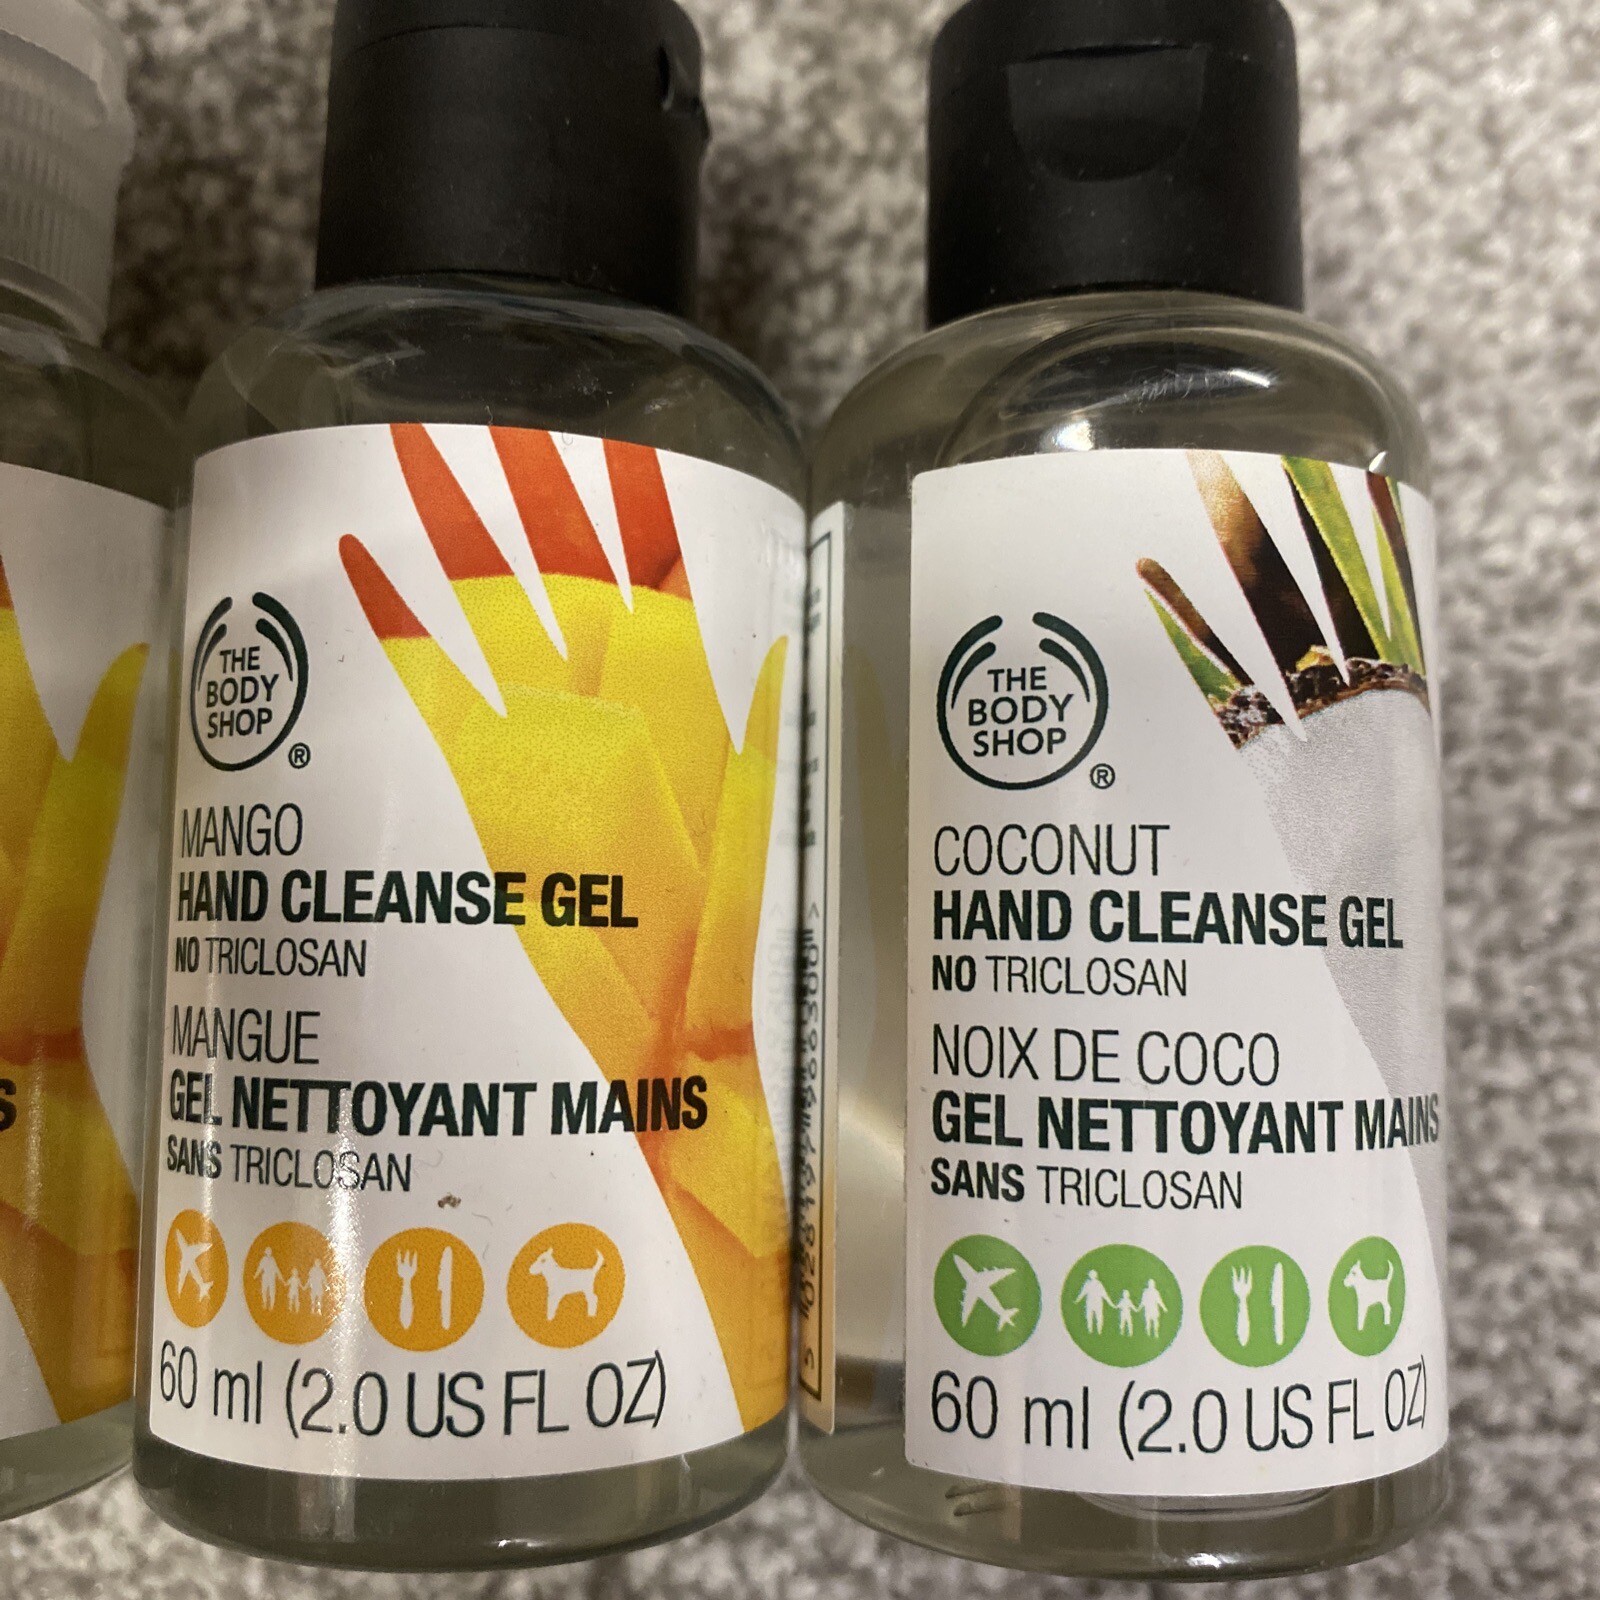 THE
BODY
SHOP
®
MANGO
HAND CLEANSE GEL
NO TRICLOSAN
MANGUE
GEL NETTOYANT MAINS
SANS TRICLOSAN
60 ml (2.0 US FL OZ)
THE
BODY
SHOP
®
COCONUT
HAND CLEANSE GEL
NO TRICLOSAN
NOIX DE COCO
GEL NETTOYANT MAINS
SANS TRICLOSAN
60 ml (2.0 US FL OZ)
S